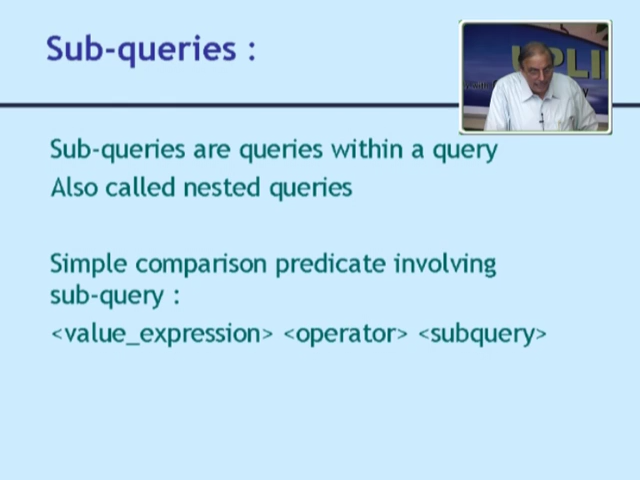 Sub-queries :
Sub-queries are queries within a query
Also called nested queries
Simple comparison predicate involving
sub-query :
<value_expression> <operator> <subquery>